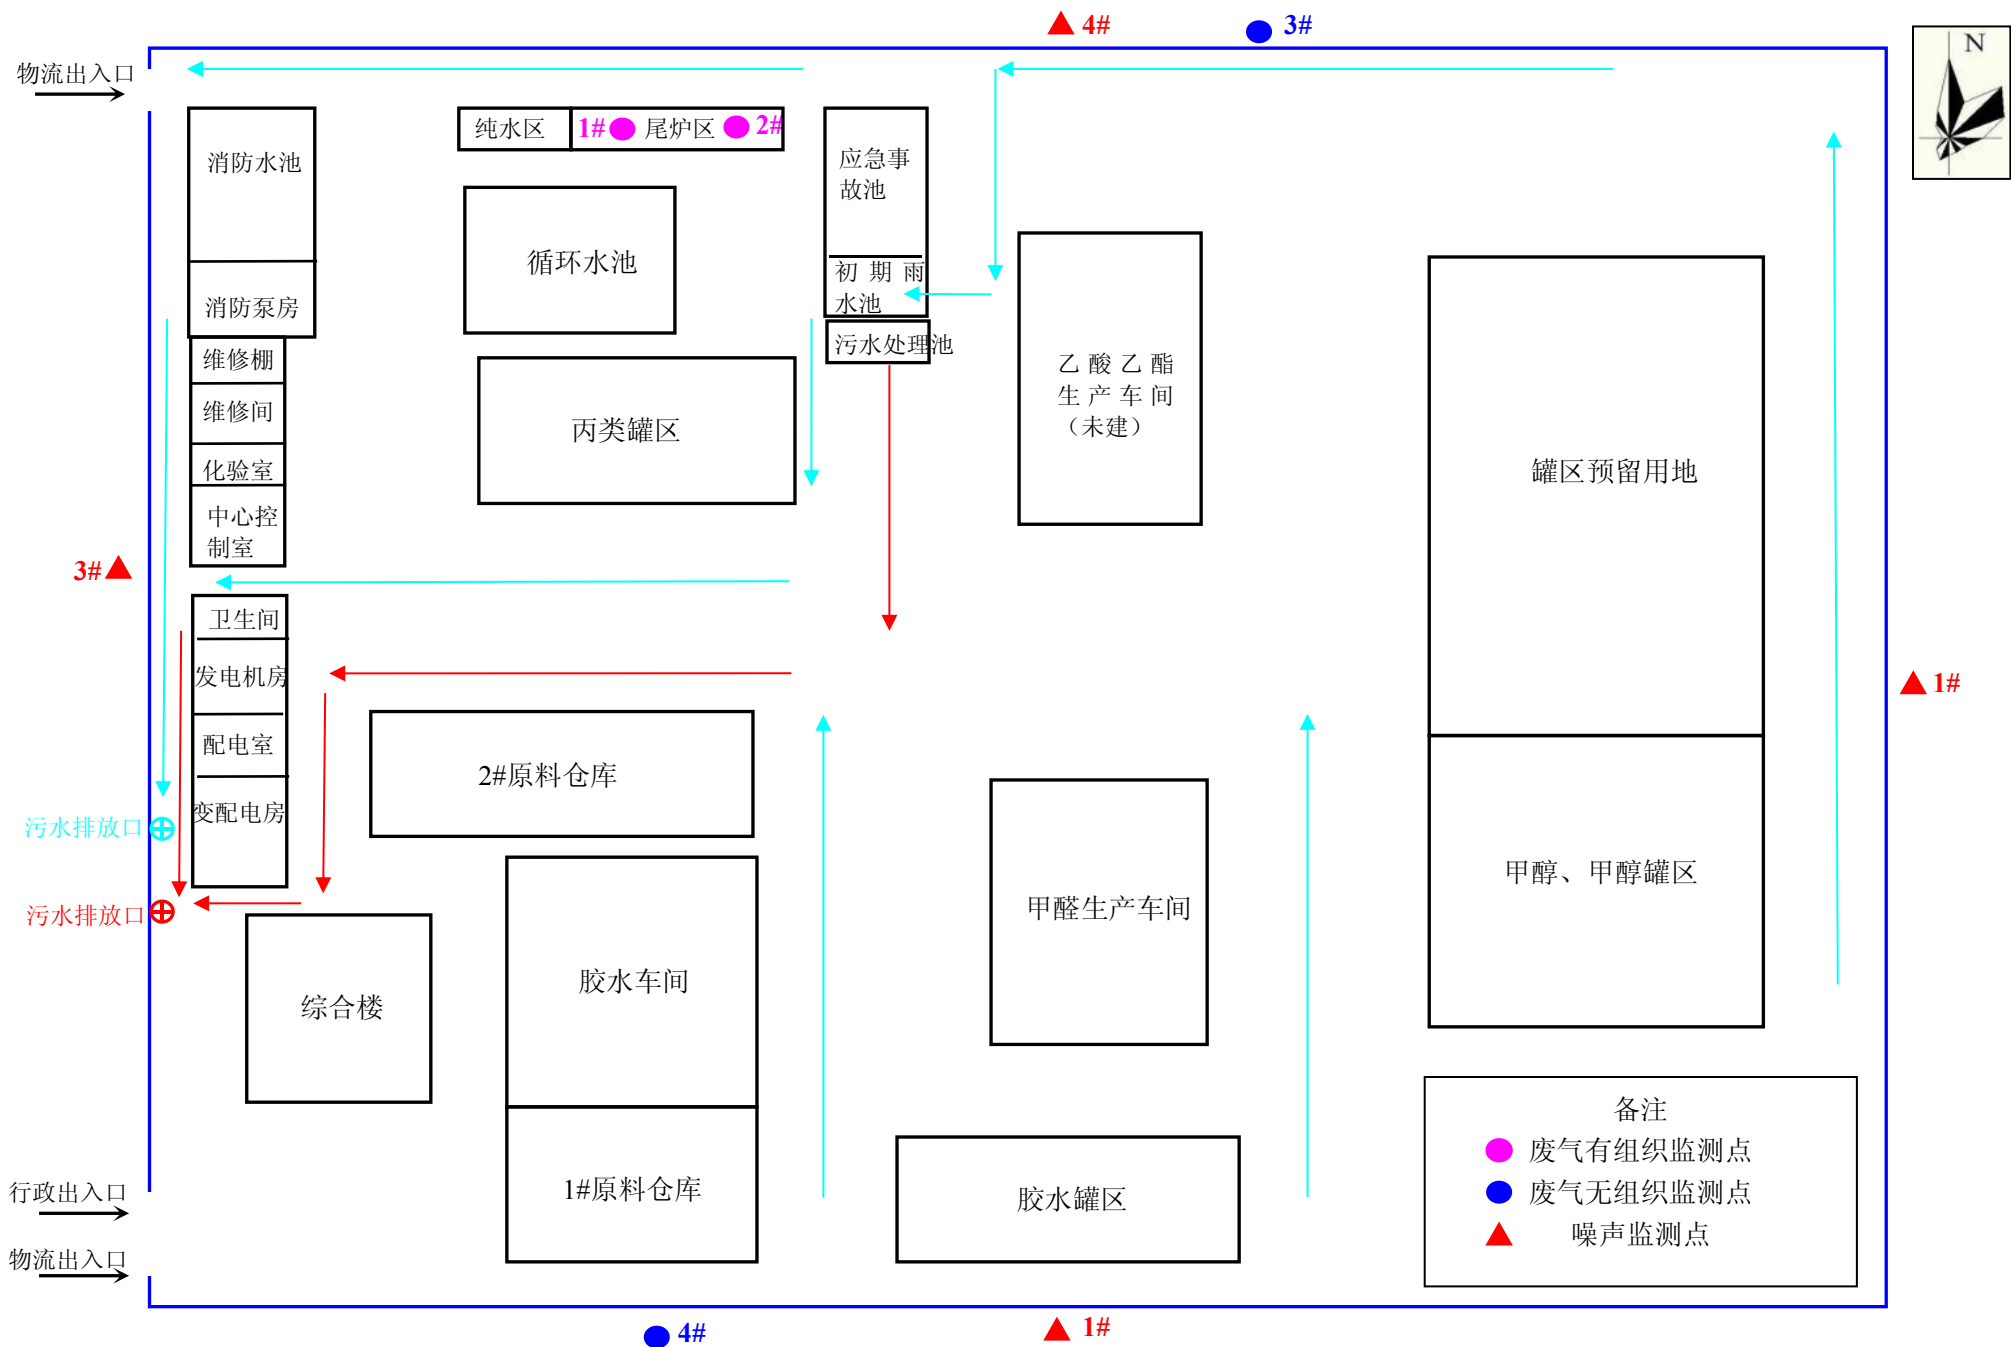 4#
3#
N
物流出入口
纯水区
1#
尾炉区
2#
消防水池
应急事
故池
循环水池
初期雨
水池
消防泵房
污水处理池
维修棚
乙酸乙酯
生产车间
（未建）
维修间
丙类罐区
化验室
罐区预留用地
中心控
制室
3#
卫生间
发电机房
1#
配电室
2#原料仓库
变配电房
污水排放口
甲醇、甲醇罐区
污水排放口
甲醛生产车间
胶水车间
综合楼
备注
废气有组织监测点
行政出入口
1#原料仓库
胶水罐区
废气无组织监测点
噪声监测点
物流出入口
4#
1#